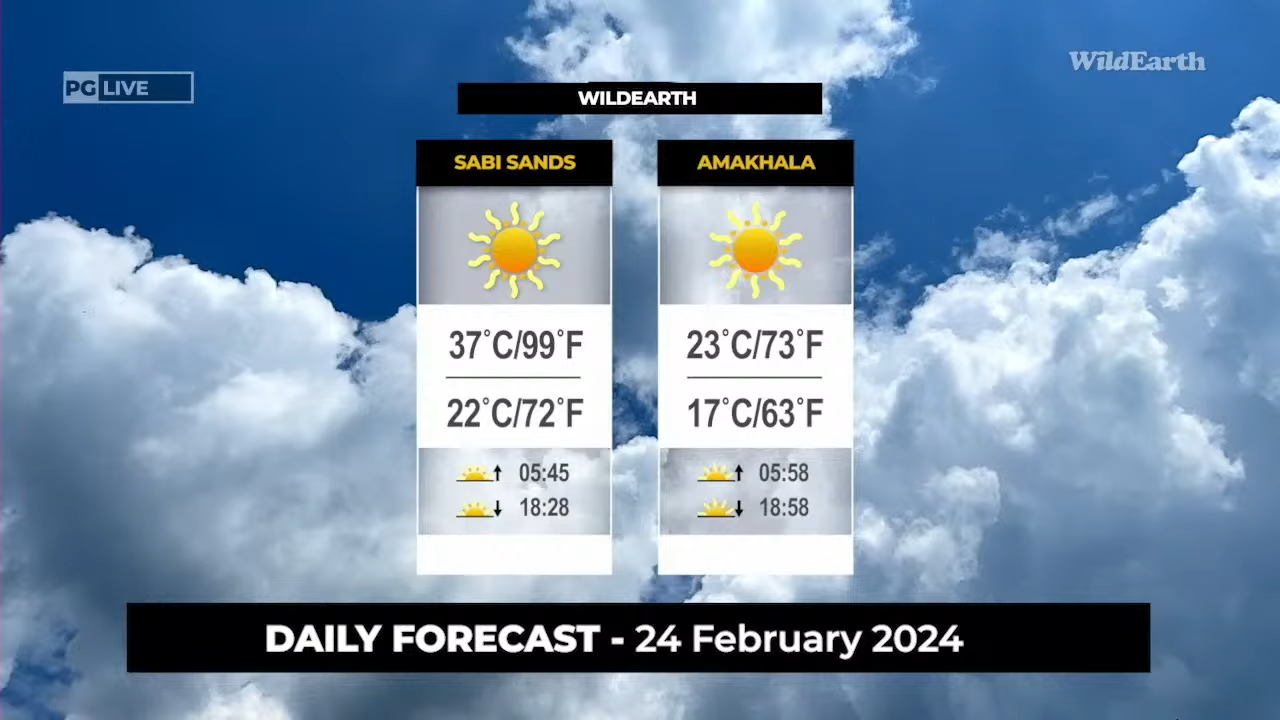 PG LIVE
WildEarth
WILDEARTH
SABI SANDS
37°C/99°F
22°C/72°F
05:45
18:28
AMAKHALA
23°C/73°F
17°C/63°F
05:58
18:58
DAILY FORECAST - 24 February 2024